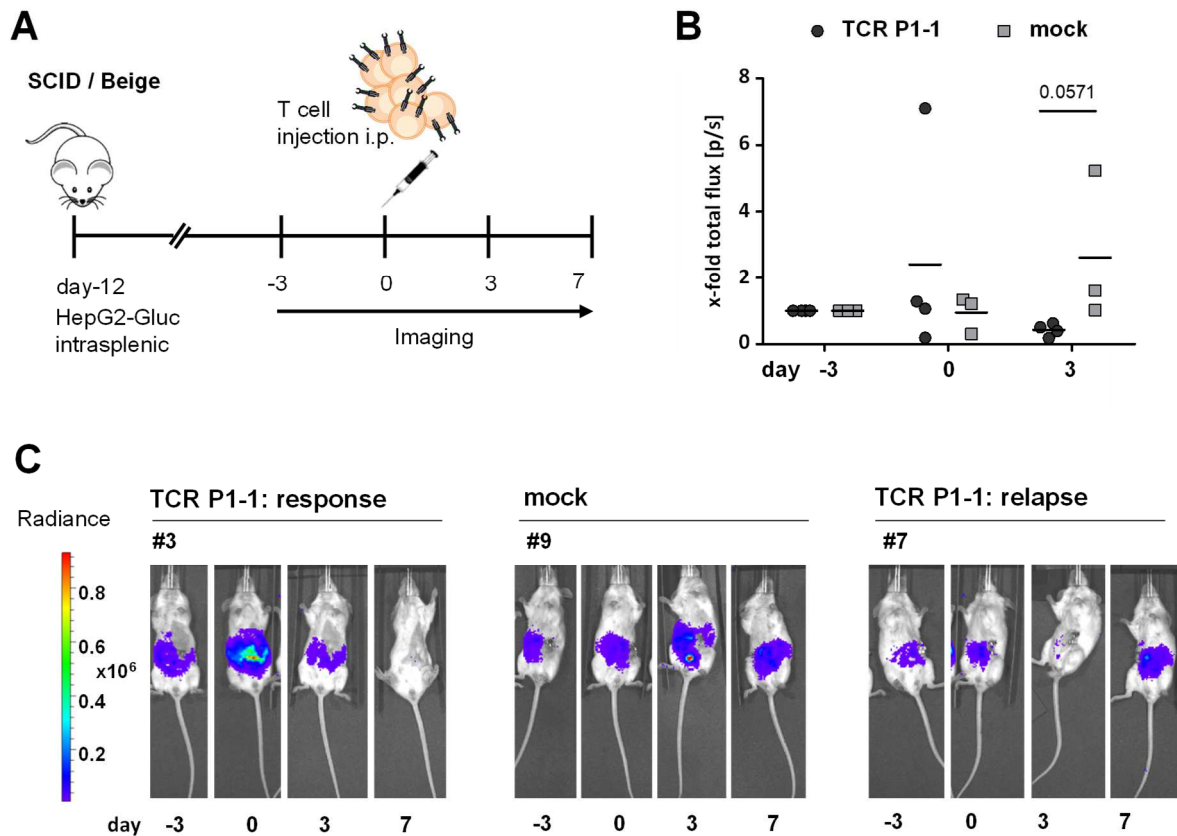 A
SCID / Beige
T cell
injection i.p.
day-12
-3
0
3
7
HepG2-Gluc
intrasplenic
Imaging
B
TCR P1-1
mock
x-fold total flux [p/s]
8
6
4
2
0
0.0571
day
-3
0
3
C
Radiance
0.8
0.6
x10⁶
0.4
0.2
TCR P1-1: response
#3
mock
#9
TCR P1-1: relapse
#7
day -3 0 3 7
-3 0 3 7
-3 0 3 7